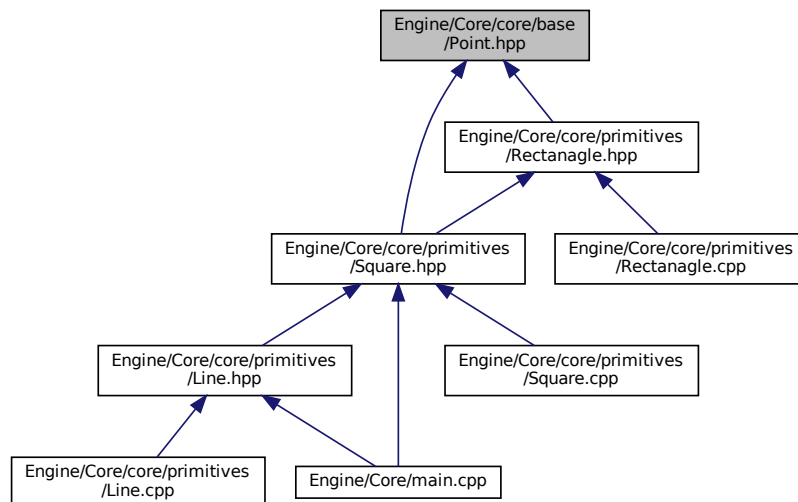 Engine/Core/core/base
/Point.hpp
Engine/Core/core/primitives
/Rectanagle.hpp
Engine/Core/core/primitives
/Square.hpp
Engine/Core/core/primitives
/Rectanagle.cpp
Engine/Core/core/primitives
/Line.hpp
Engine/Core/core/primitives
/Square.cpp
Engine/Core/core/primitives
/Line.cpp
Engine/Core/main.cpp